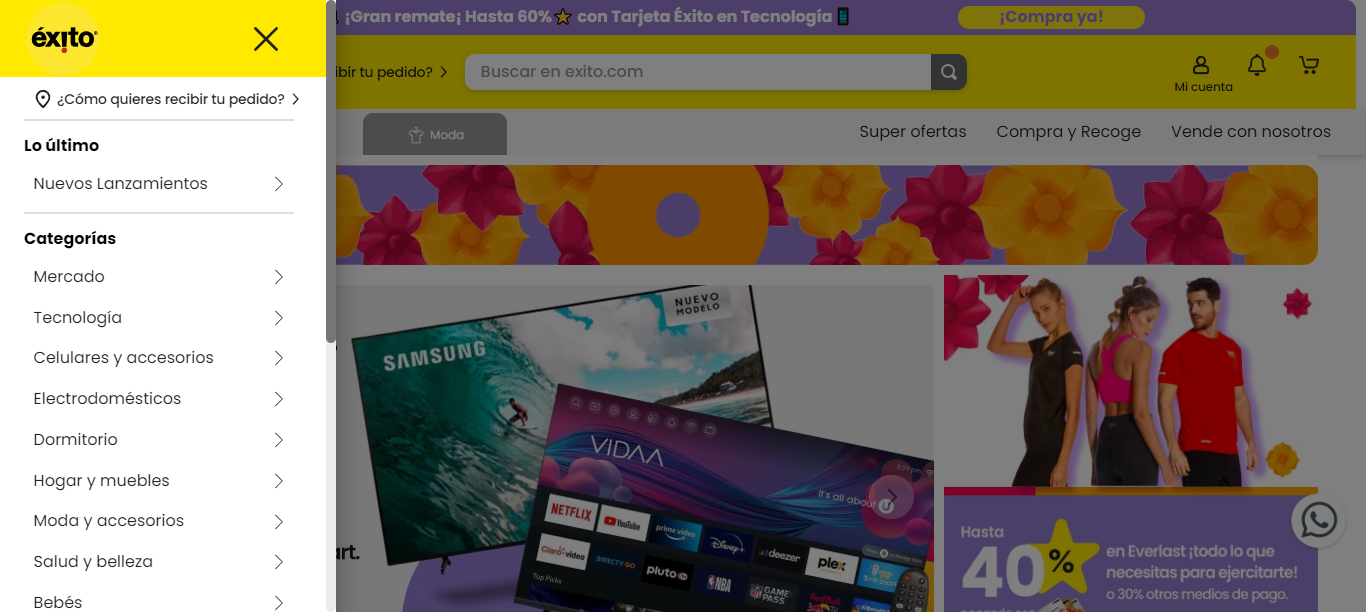 ¡Gran remate¡ Hasta 60%⭐ con Tarjeta Éxito en Tecnología📱
¡Compra ya!
éxito
ibir tu pedido?
Buscar en exito.com
Mi cuenta
¿Cómo quieres recibir tu pedido?
Moda
Super ofertas
Compra y Recoge
Vende con nosotros
Lo último
Nuevos Lanzamientos
Categorías
Mercado
Tecnología
Celulares y accesorios
Electrodomésticos
Dormitorio
Hogar y muebles
Moda y accesorios
Salud y belleza
Bebés
NUEVO
MODELO
SAMSUNG
VIDAA
It's all about U
NETFLIX
YouTube
prime video
Disney+
deezer
plex
Claro-video
DIRECTV GO
pluto tv
NBA
GAME PASS
Red Bull
Top Picks
art.
Hasta
40%
en Everlast ¡todo lo que
necesitas para ejercitarte!
o 30% otros medios de pago.